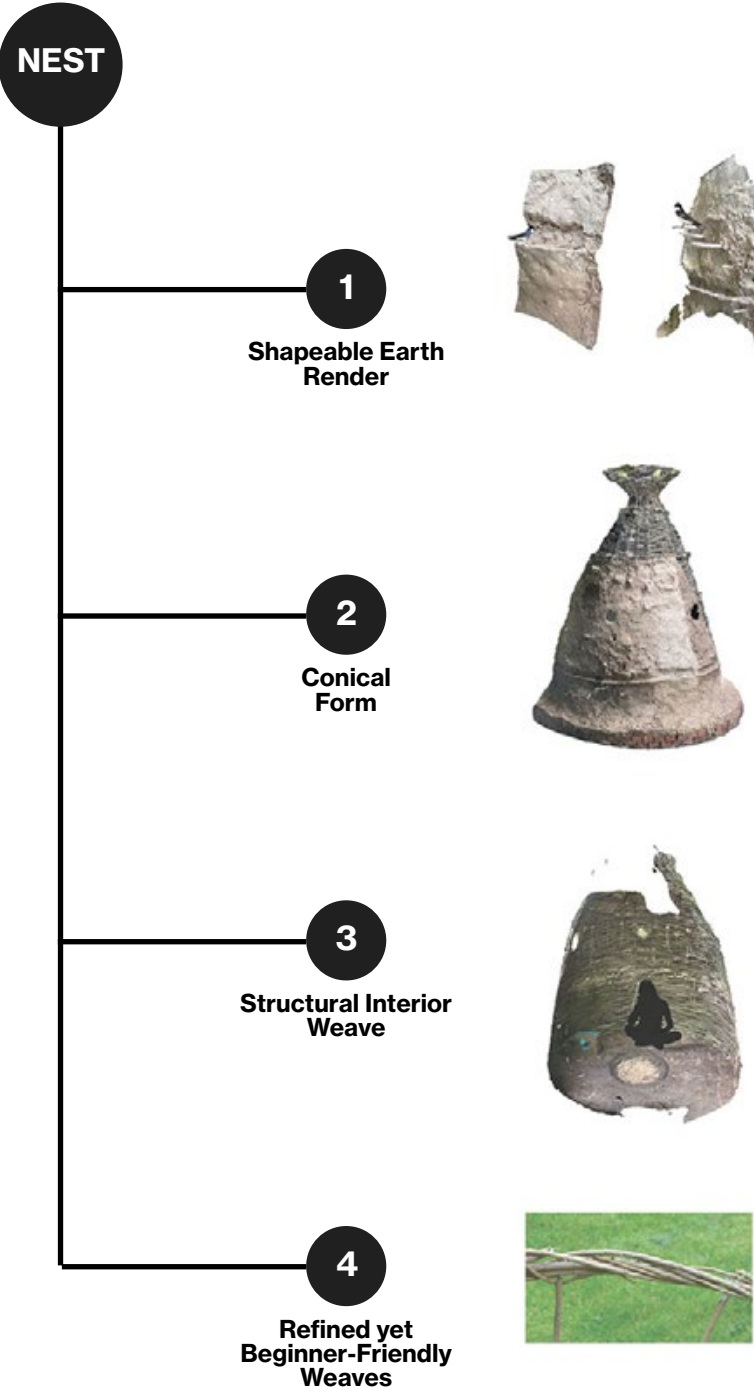 NEST
1
Shapeable Earth
Render
2
Conical
Form
3
Structural Interior
Weave
4
Refined yet
Beginner-Friendly
Weaves